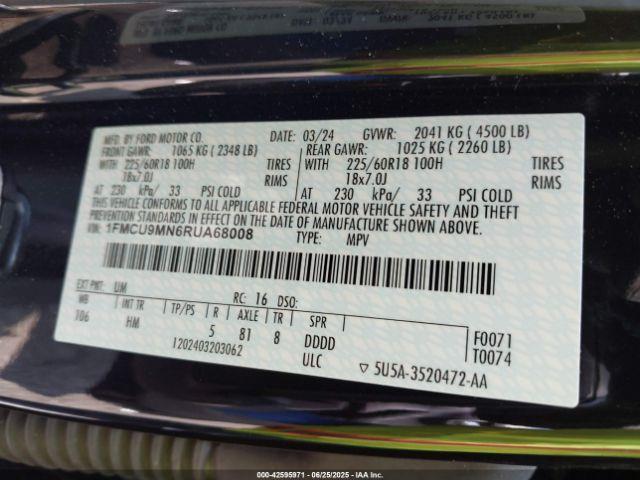 MFD. BY FORD MOTOR CO. DATE: 03/24 GVWR: 2041 KG ( 4500 LB)
FRONT GAWR: 1065 KG ( 2348 LB) REAR GAWR: 1025 KG ( 2260 LB)
WITH 225/60R18 100H TIRES WITH 225/60R18 100H TIRES
18x7.0J RIMS 18x7.0J RIMS
AT 230 kPa/ 33 PSI COLD AT 230 kPa/ 33 PSI COLD
THIS VEHICLE CONFORMS TO ALL APPLICABLE FEDERAL MOTOR VEHICLE SAFETY AND THEFT
PREVENTION STANDARDS IN EFFECT ON THE DATE OF MANUFACTURE SHOWN ABOVE.
VIN: 1FMCU9MN6RUA68008 TYPE: MPV
EXT PNT: UM RC: 16 DSO:
WB INT TR TP/PS R AXLE TR SPR
106 HM 5 81 8 DDDD F0071
1202403203062 ULC T0074
5U5A-3520472-AA
000-42595971 - 06/25/2025 - IAA Inc.